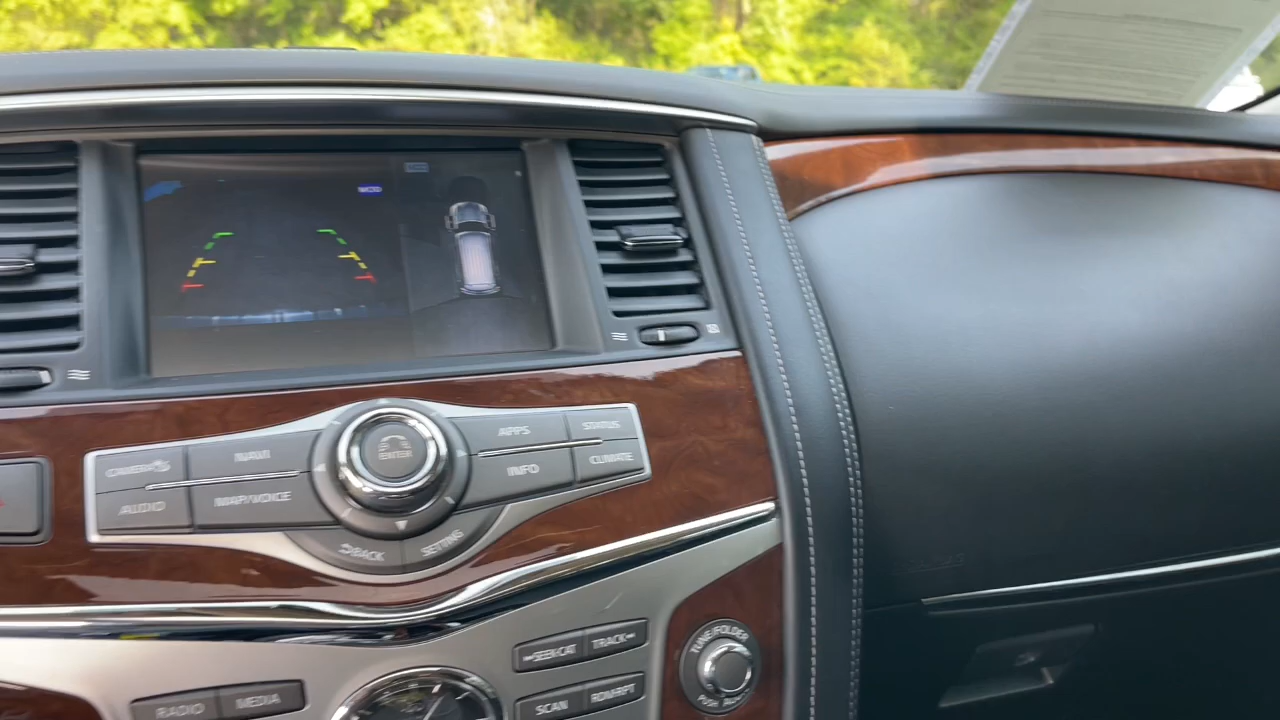 CAMERA
NAVI
AUDIO
MAP/VOICE
ENTER
APPS
STATUS
INFO
CLIMATE
BACK
SETTING
SEEK/CAT
TRACK
RADIO
MEDIA
SCAN
RDM/RPT
TUNE/FOLDER
PUSH